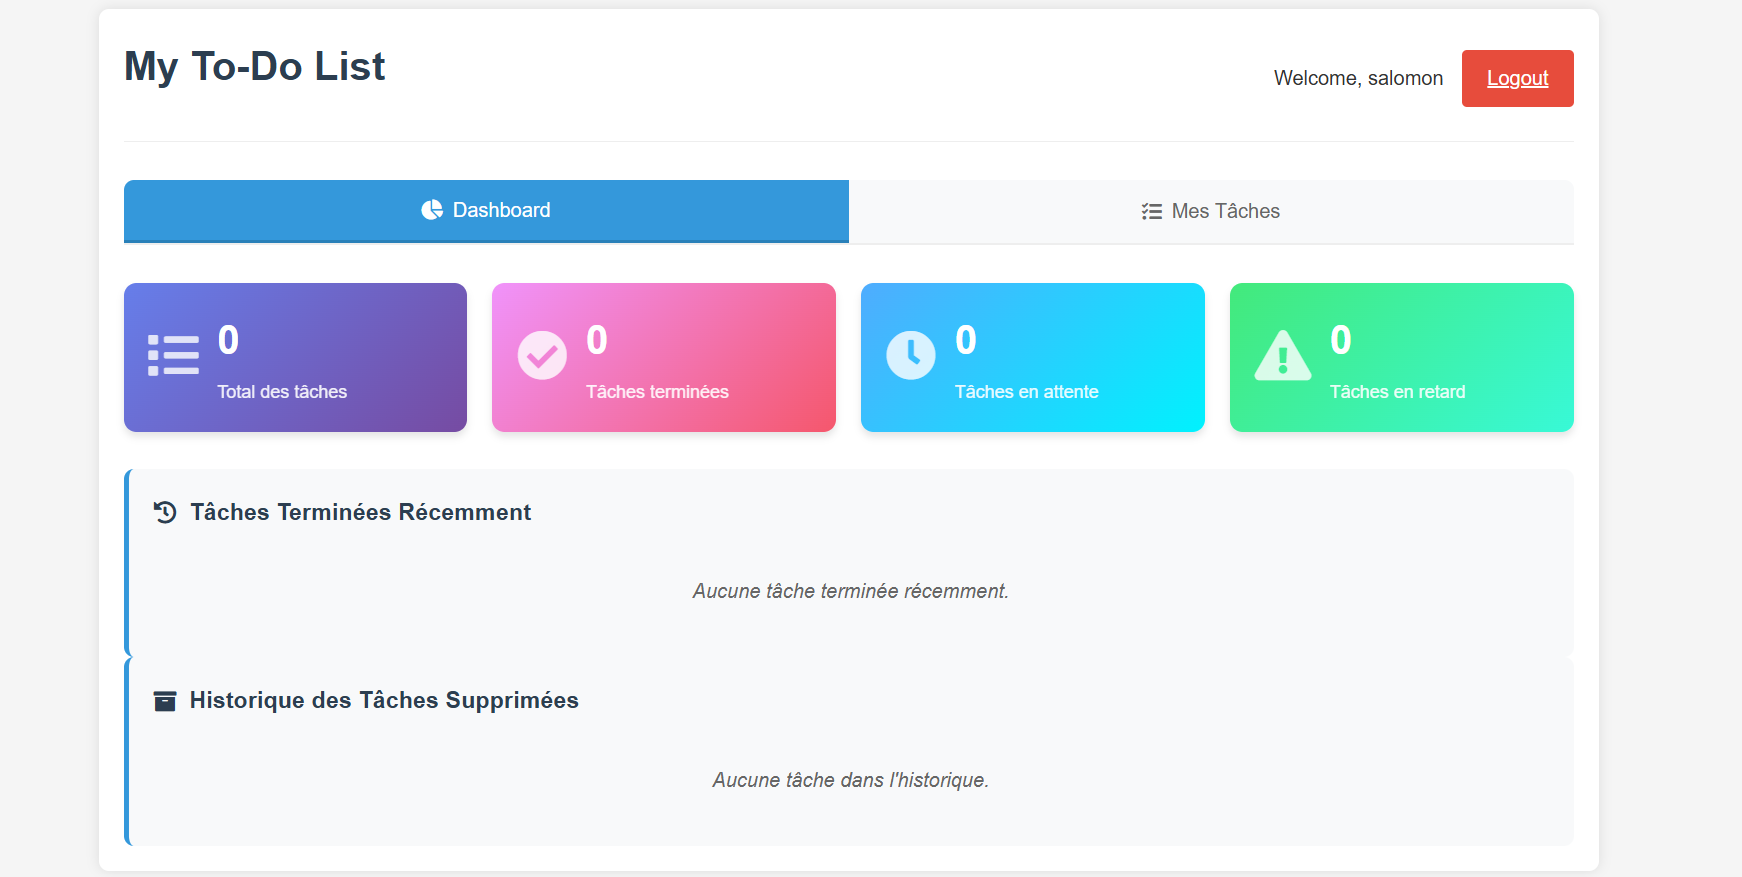 My To-Do List
Welcome, salomon
Logout
Dashboard
Mes Tâches
0
Total des tâches
0
Tâches terminées
0
Tâches en attente
0
Tâches en retard
Tâches Terminées Récemment
Aucune tâche terminée récemment.
Historique des Tâches Supprimées
Aucune tâche dans l'historique.